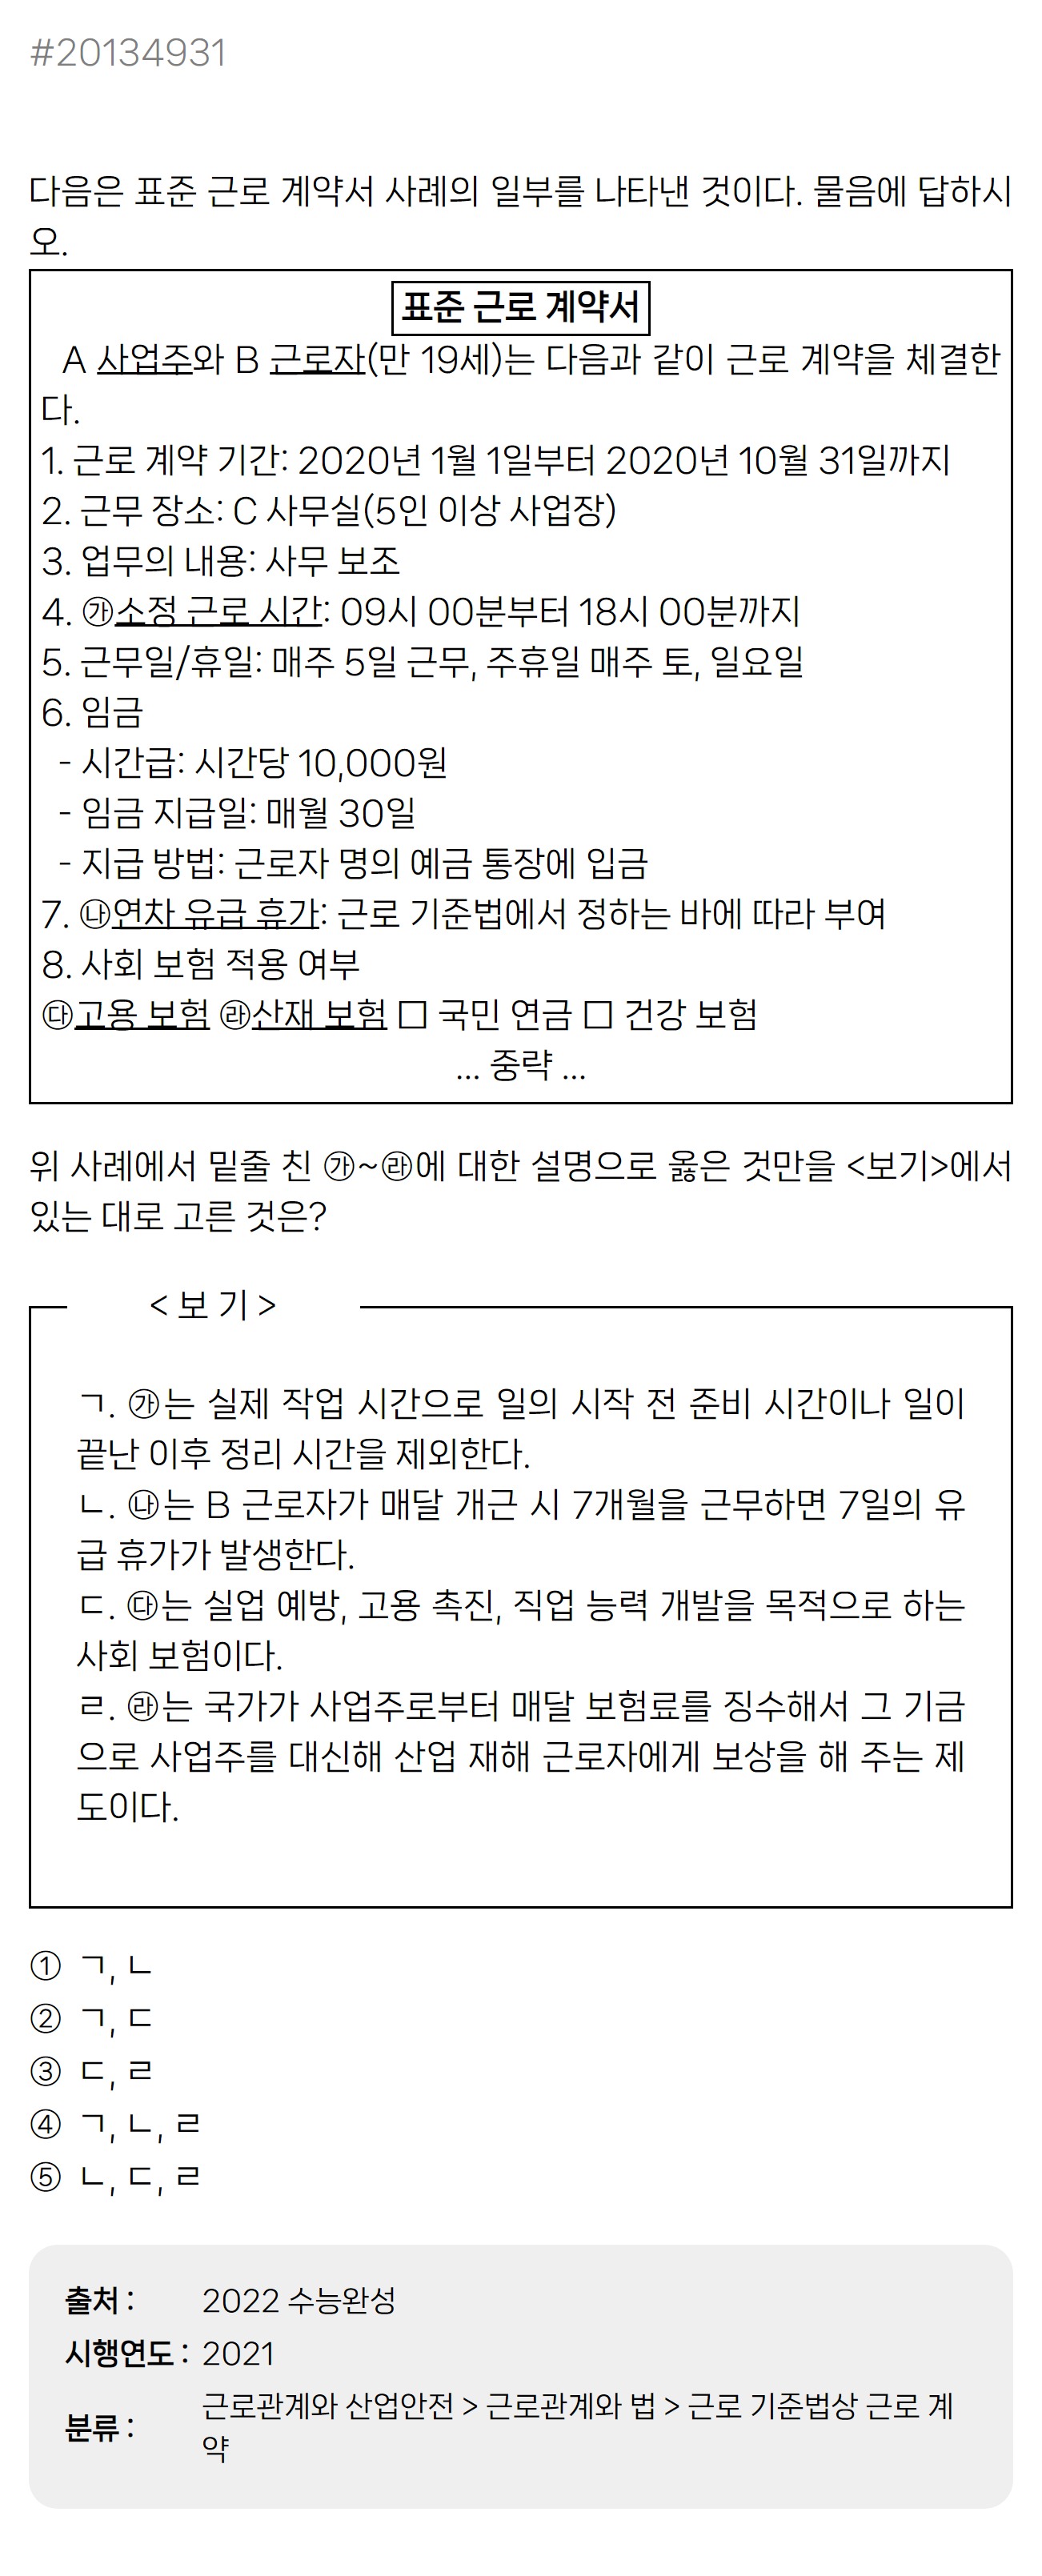 #20134931
다음은 표준 근로 계약서 사례의 일부를 나타낸 것이다. 물음에 답하시
오.
표준 근로 계약서
A 사업주와 B 근로자(만 19세)는 다음과 같이 근로 계약을 체결한
다.
1. 근로 계약 기간: 2020년 1월 1일부터 2020년 10월 31일까지
2. 근무 장소: C 사무실(5인 이상 사업장)
3. 업무의 내용: 사무 보조
4. ㉮소정 근로 시간: 09시 00분부터 18시 00분까지
5. 근무일/휴일: 매주 5일 근무, 주휴일 매주 토, 일요일
6. 임금
- 시간급: 시간당 10,000원
- 임금 지급일: 매월 30일
- 지급 방법: 근로자 명의 예금 통장에 입금
7. ㉯연차 유급 휴가: 근로 기준법에서 정하는 바에 따라 부여
8. 사회 보험 적용 여부
㉰고용 보험 ㉱산재 보험 □ 국민 연금 □ 건강 보험
... 중략 ...
위 사례에서 밑줄 친 ㉮~㉱에 대한 설명으로 옳은 것만을 <보기>에서
있는 대로 고른 것은?
< 보 기 >
ㄱ. ㉮는 실제 작업 시간으로 일의 시작 전 준비 시간이나 일이
끝난 이후 정리 시간을 제외한다.
ㄴ. ㉯는 B 근로자가 매달 개근 시 7개월을 근무하면 7일의 유
급 휴가가 발생한다.
ㄷ. ㉰는 실업 예방, 고용 촉진, 직업 능력 개발을 목적으로 하는
사회 보험이다.
ㄹ. ㉱는 국가가 사업주로부터 매달 보험료를 징수해서 그 기금
으로 사업주를 대신해 산업 재해 근로자에게 보상을 해 주는 제
도이다.
① ㄱ, ㄴ
② ㄱ, ㄷ
③ ㄷ, ㄹ
④ ㄱ, ㄴ, ㄹ
⑤ ㄴ, ㄷ, ㄹ
출처 : 2022 수능완성
시행연도 : 2021
분류 : 근로관계와 산업안전 > 근로관계와 법 > 근로 기준법상 근로 계
약